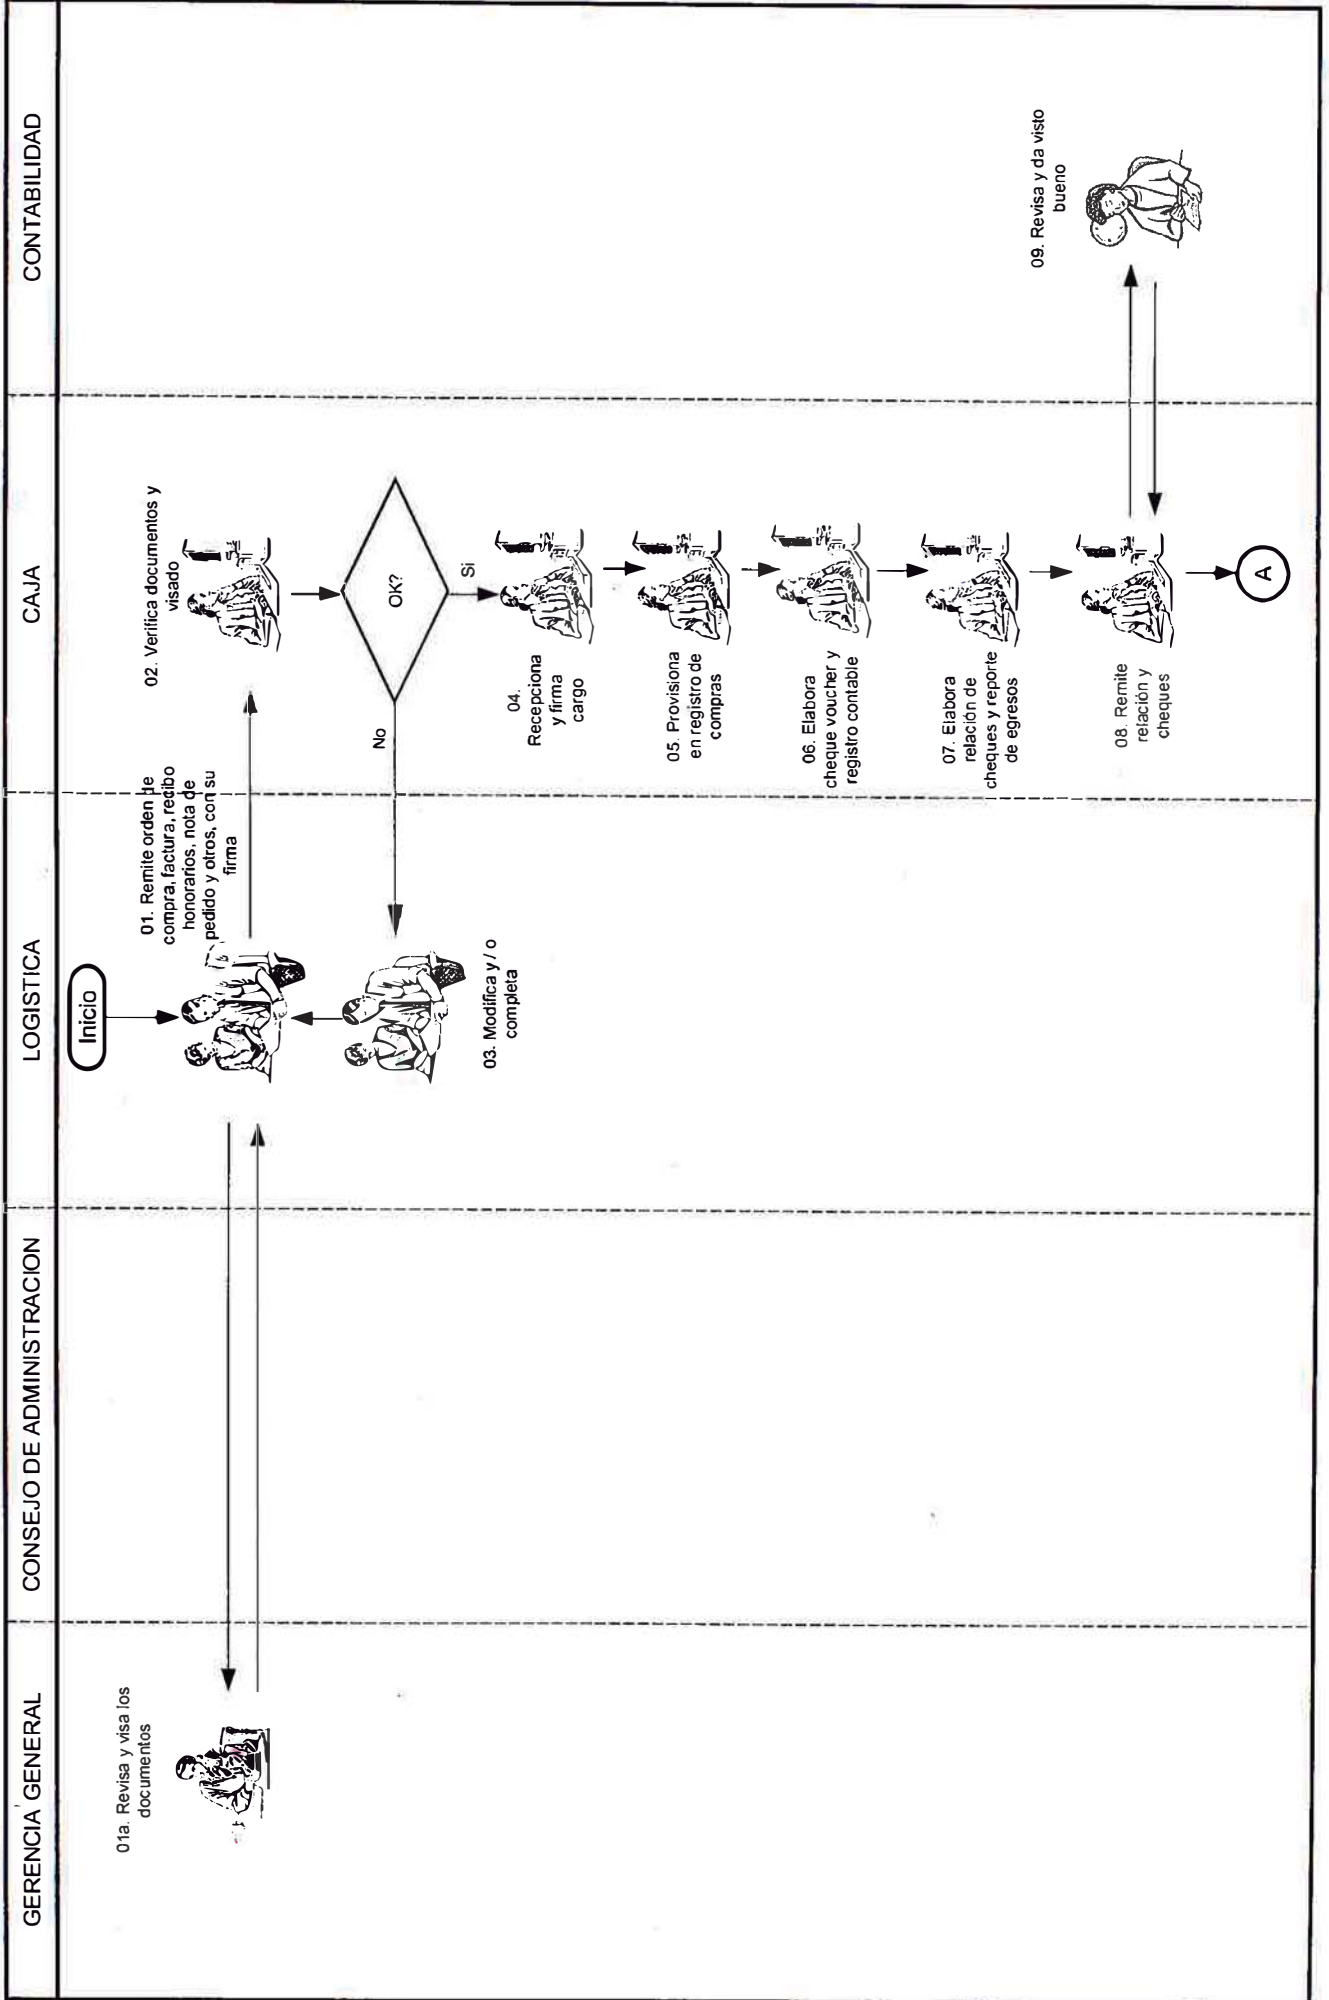 GERENCIA GENERAL
CONSEJO DE ADMINISTRACION
LOGISTICA
CAJA
CONTABILIDAD
Inicio
01a. Revisa y visa los
documentos
01. Remite orden de
compra, factura, recibo
honorarios, nota de
pedido y otros, con su
firma
02. Verifica documentos y
visado
OK?
No
Si
03. Modifica y / o
completa
04.
Recepciona
y firma
cargo
05. Provisiona
en registro de
compras
06. Elabora
cheque voucher y
registro contable
07. Elabora
relación de
cheques y reporte
de egresos
08. Remite
relación y
cheques
09. Revisa y da visto
bueno
A